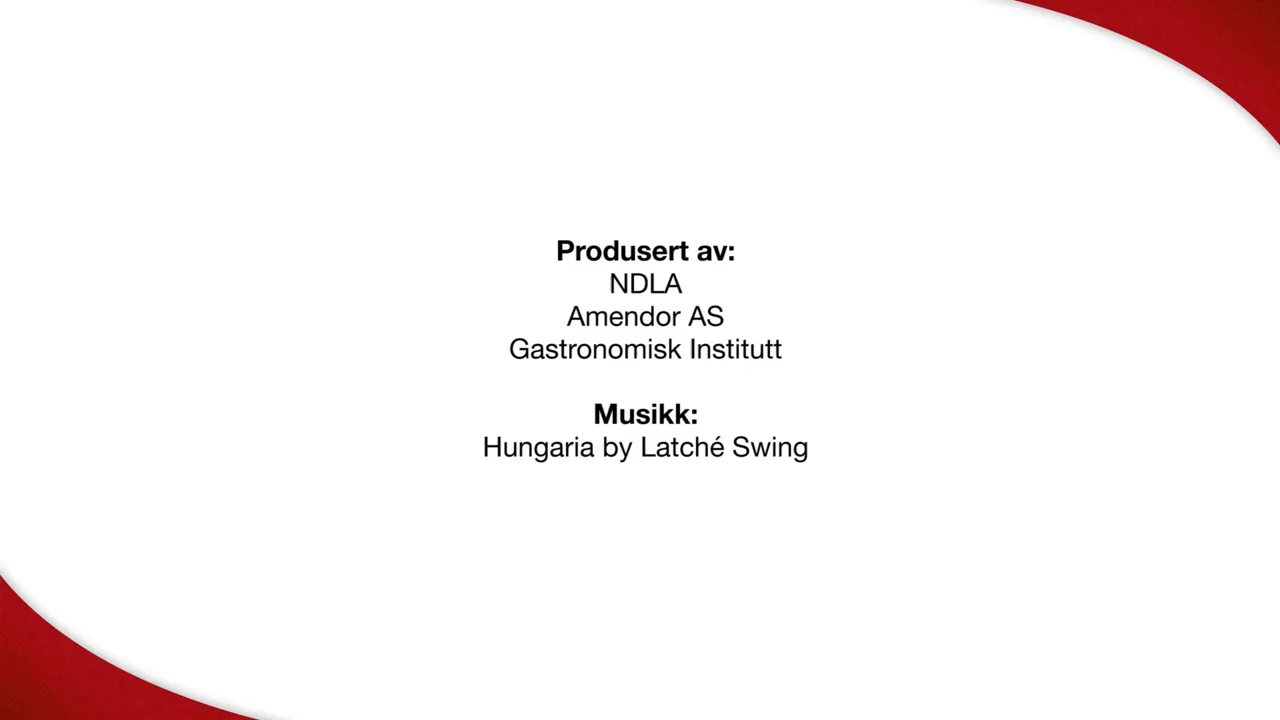 Produsert av:
NDLA
Amendor AS
Gastronomisk Institutt
Musikk:
Hungaria by Latché Swing